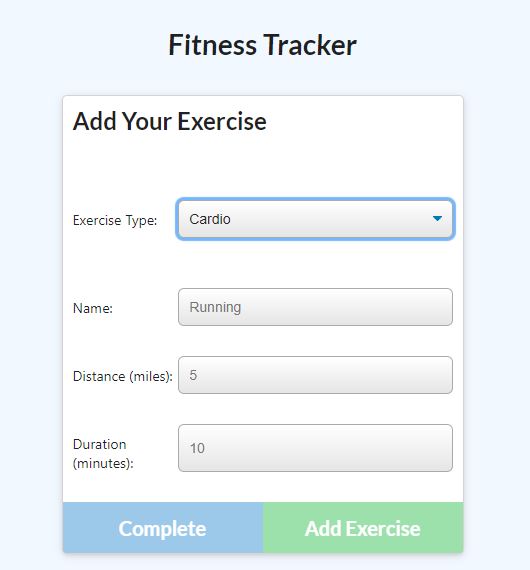 Fitness Tracker
Add Your Exercise
Exercise Type: Cardio
Name: Running
Distance (miles): 5
Duration
(minutes): 10
Complete Add Exercise